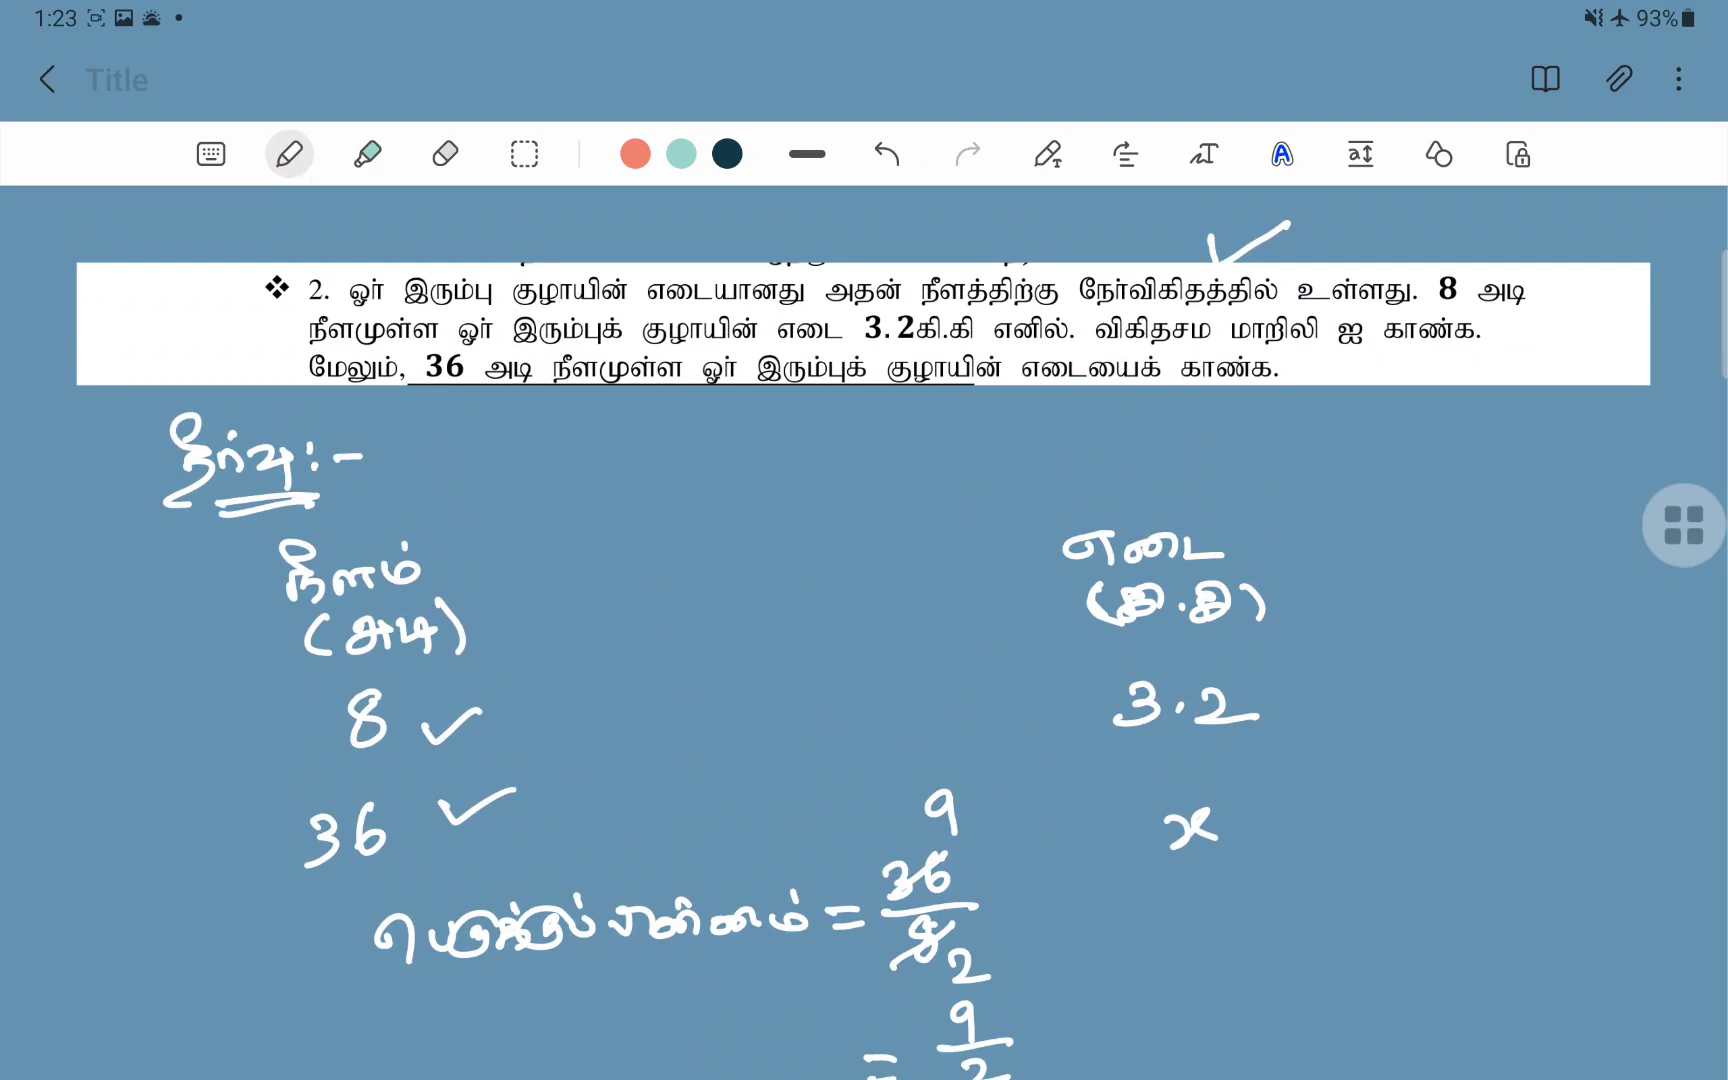 1:23
93%
Title
❖ 2. ஓர் இரும்பு குழாயின் எடையானது அதன் நீளத்திற்கு நேர்விகிதத்தில் உள்ளது. 8 அடி
நீளமுள்ள ஓர் இரும்புக் குழாயின் எடை 3.2கி.கி எனில். விகிதசம மாறிலி ஐ காண்க.
மேலும், 36 அடி நீளமுள்ள ஓர் இரும்புக் குழாயின் எடையைக் காண்க.
தீர்வு:-
நீளம் எடை
(அடி) (கி.கி)
8 3.2
36 x
9
பெருக்கும் எண்ணம் = 36/8
2
= 9/2